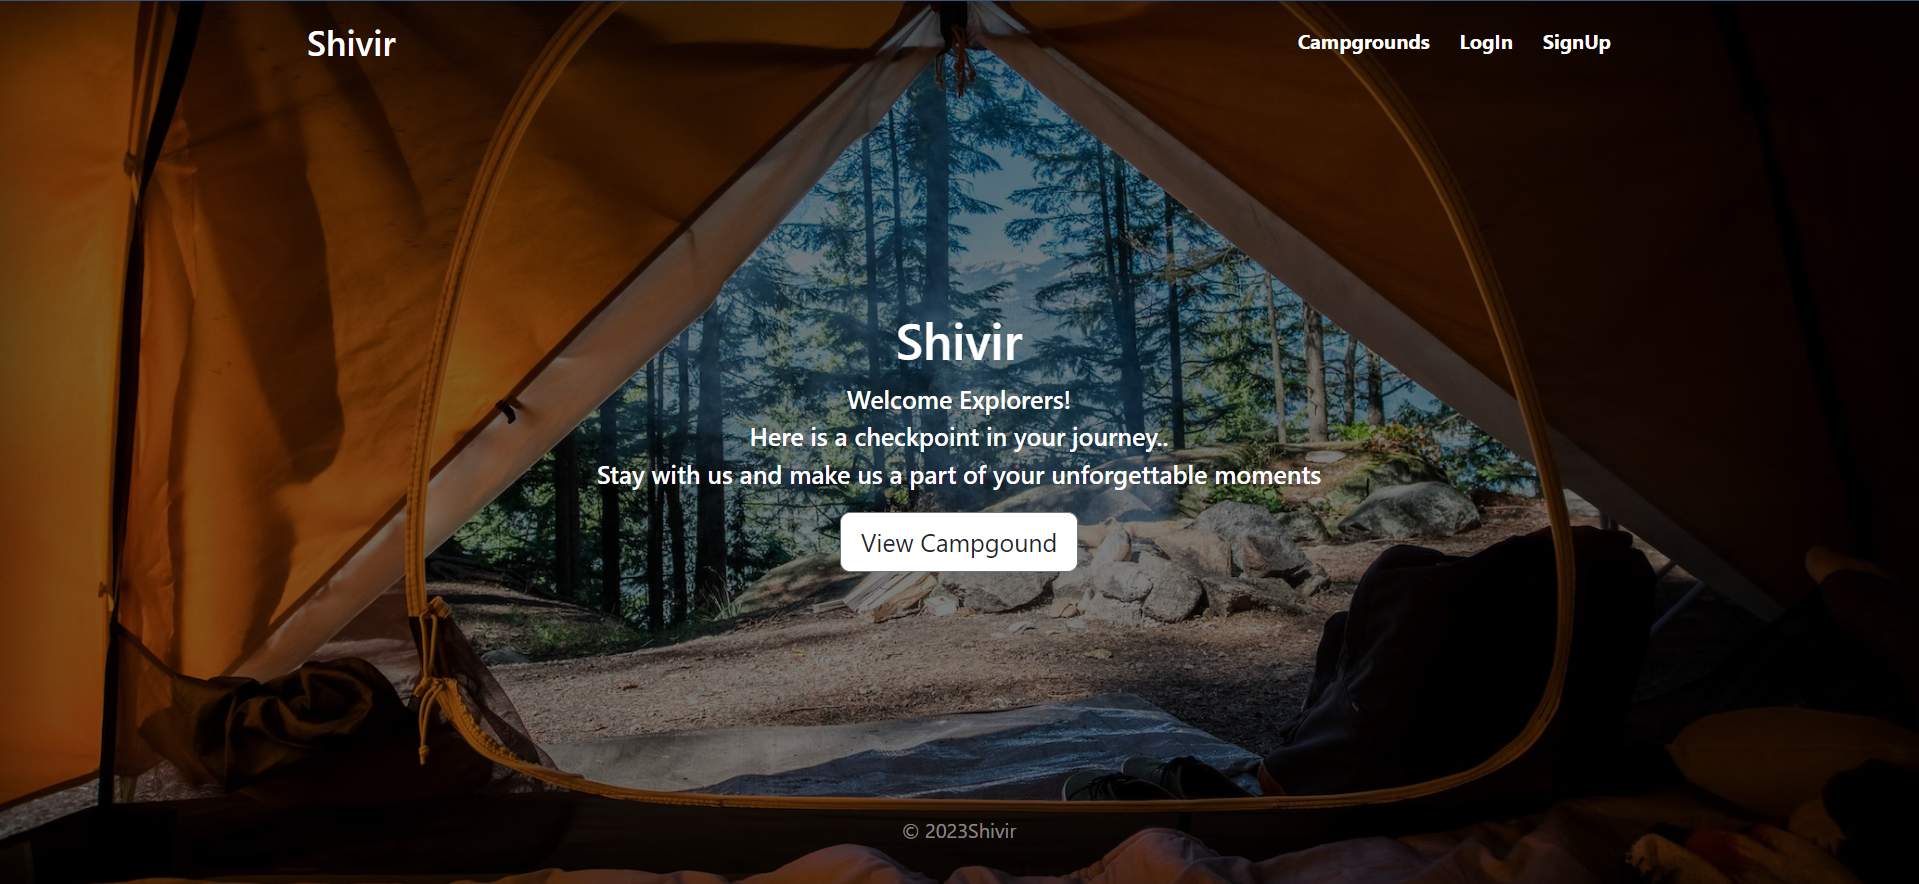 Shivir
Campgrounds LogIn SignUp
Shivir
Welcome Explorers!
Here is a checkpoint in your journey..
Stay with us and make us a part of your unforgettable moments
View Campgound
© 2023Shivir